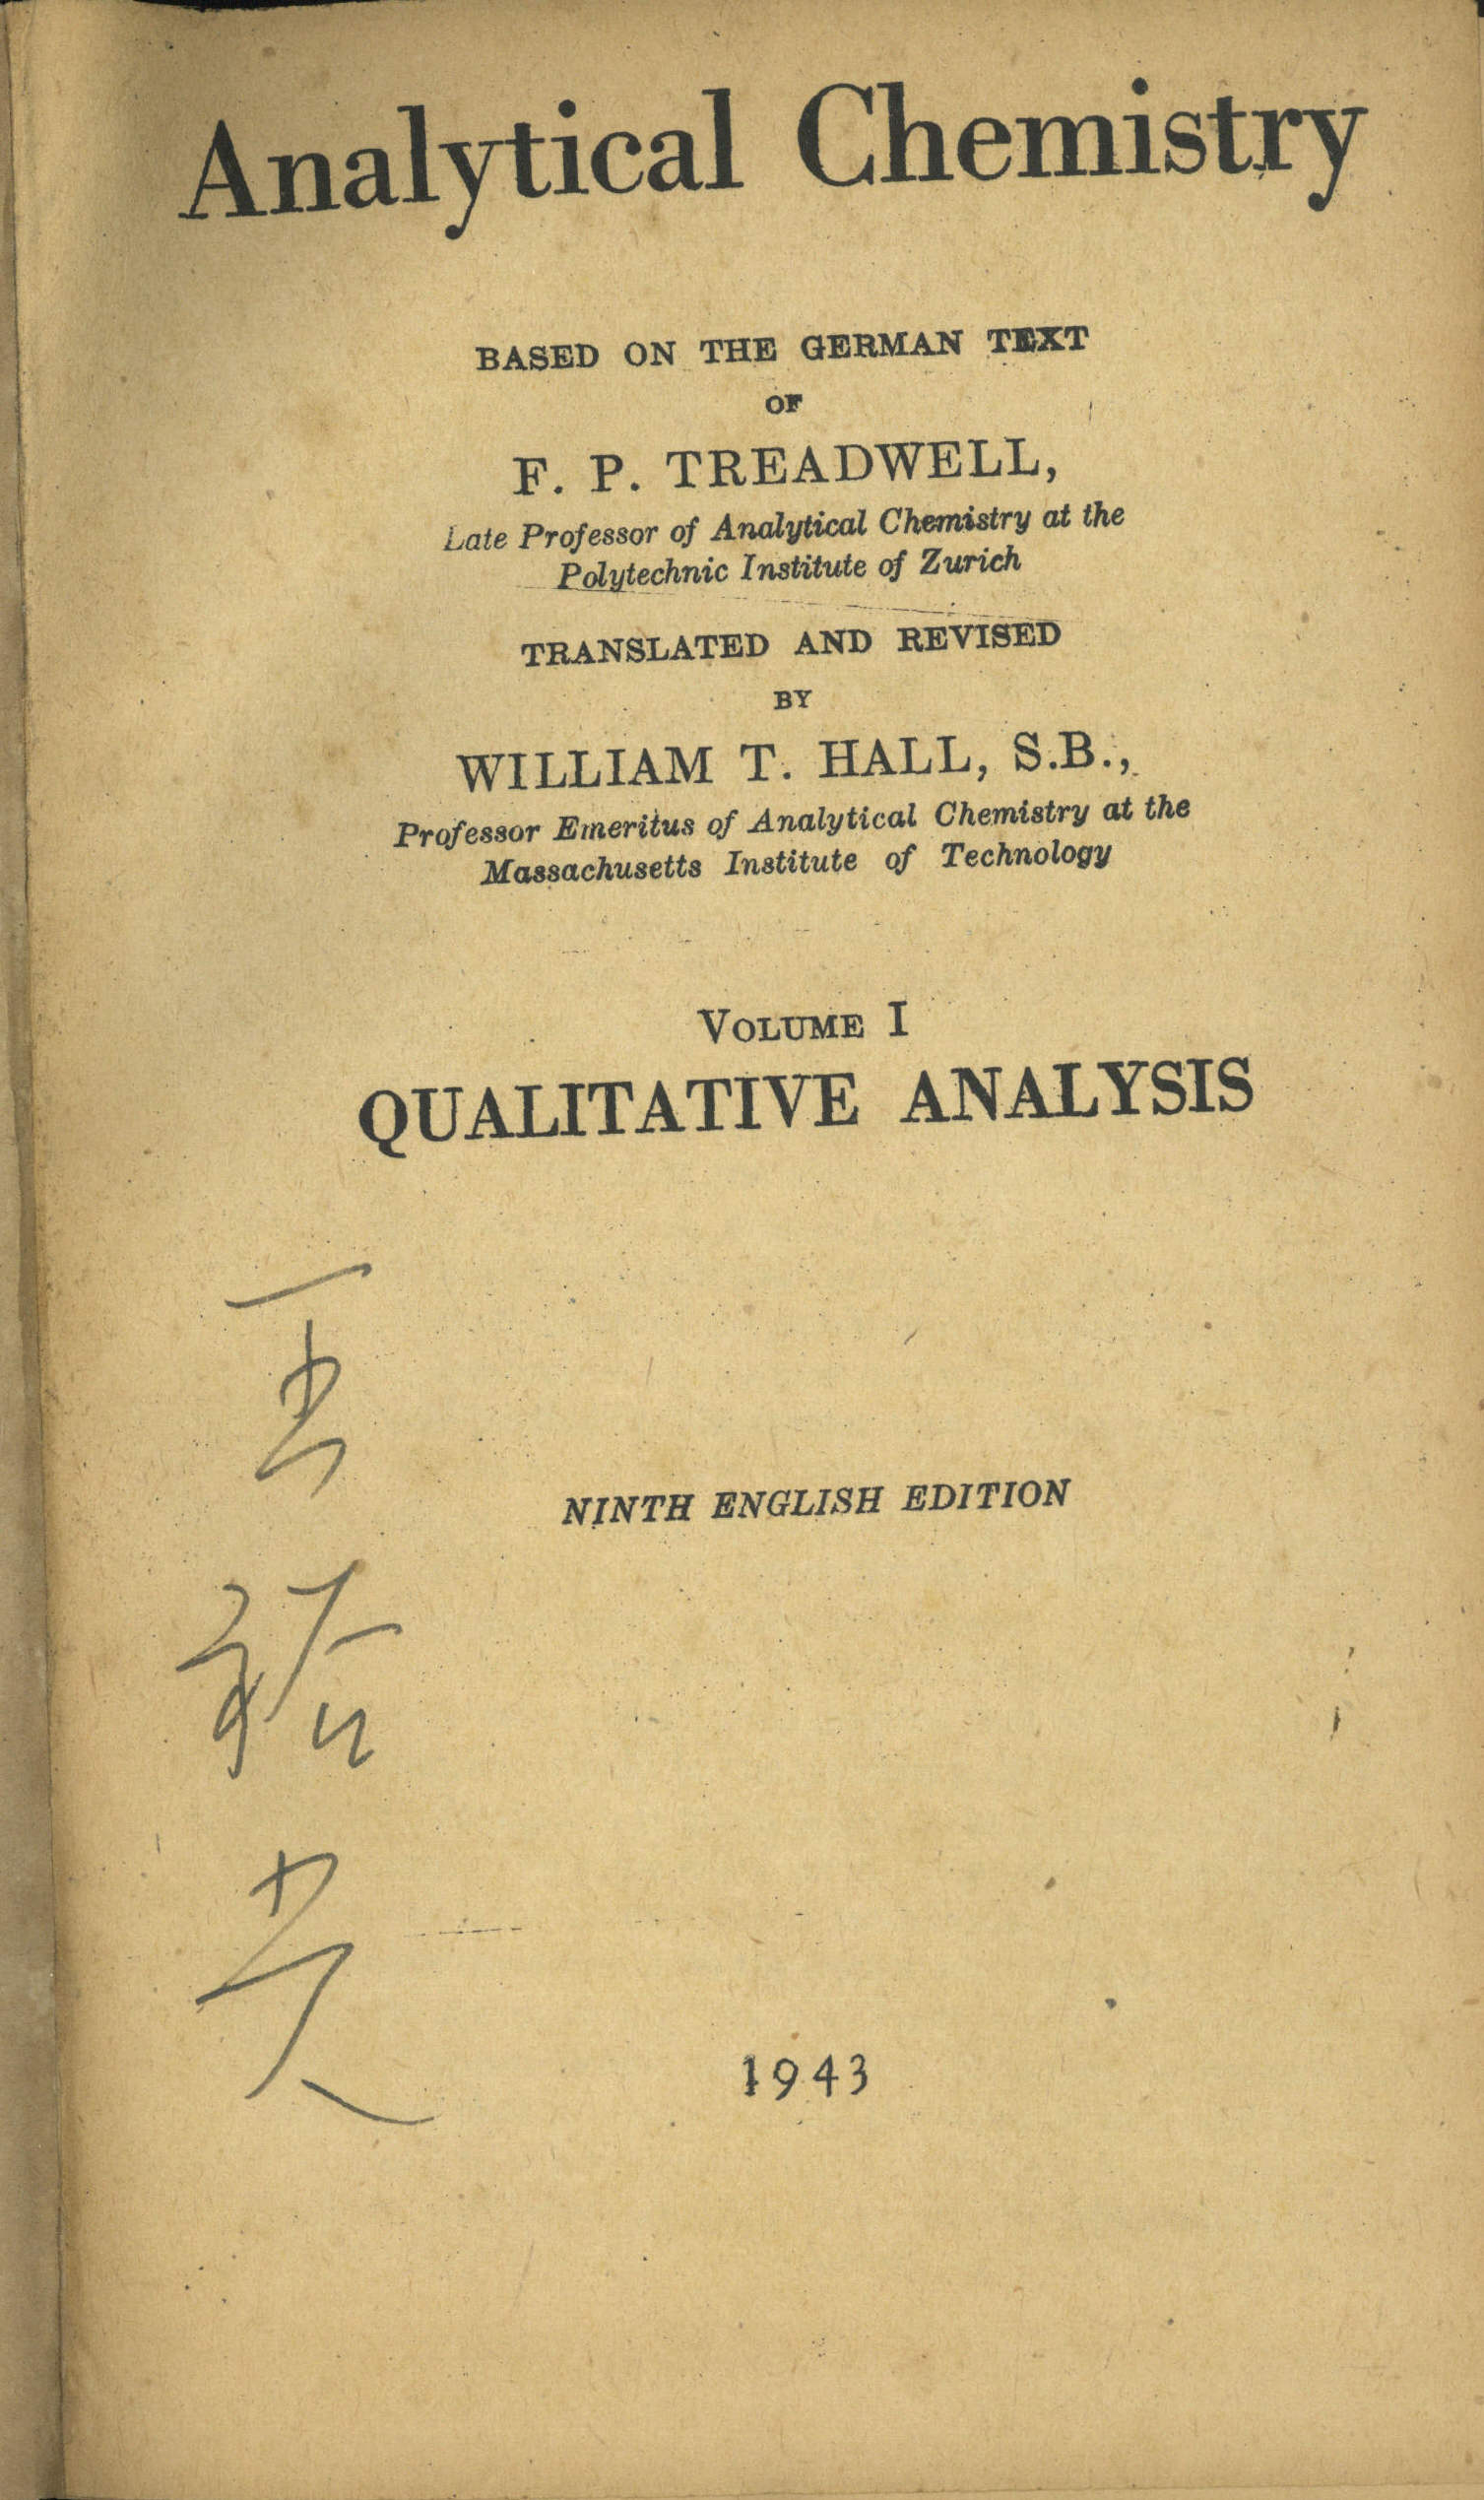 Analytical Chemistry
BASED ON THE GERMAN TEXT
OF
F. P. TREADWELL,
Late Professor of Analytical Chemistry at the
Polytechnic Institute of Zurich
TRANSLATED AND REVISED
BY
WILLIAM T. HALL, S.B.,
Professor Emeritus of Analytical Chemistry at the
Massachusetts Institute of Technology
VOLUME I
QUALITATIVE ANALYSIS
NINTH ENGLISH EDITION
1943